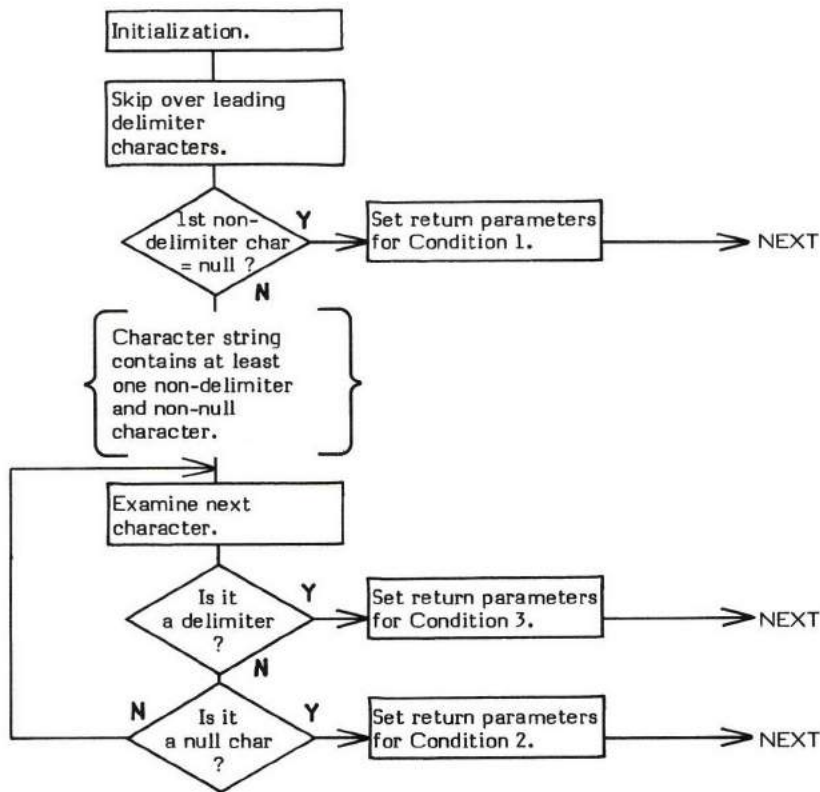 Initialization.
Skip over leading
delimiter
characters.
1st non-
delimiter char
= null ?
Y
N
Set return parameters
for Condition 1.
NEXT
Character string
contains at least
one non-delimiter
and non-null
character.
Examine next
character.
Is it
a delimiter
?
Y
N
Set return parameters
for Condition 3.
NEXT
Is it
a null char
?
N
Y
Set return parameters
for Condition 2.
NEXT